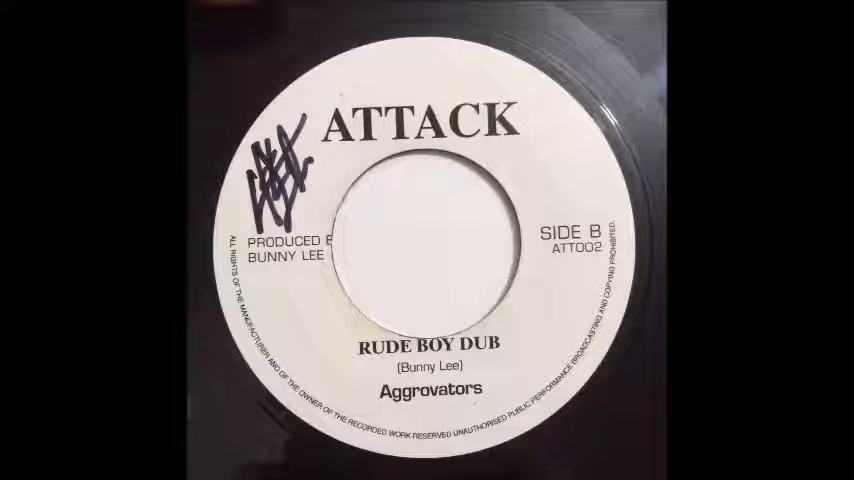 ATTACK
PRODUCED B
BUNNY LEE
SIDE B
ATT002
RUDE BOY DUB
(Bunny Lee)
Aggrovators
ALL RIGHTS OF THE MANUFACTURER AND OF THE OWNER OF THE RECORDED WORK RESERVED UNAUTHORISED PUBLIC PERFORMANCE BROADCASTING AND COPYING PROHIBITED.